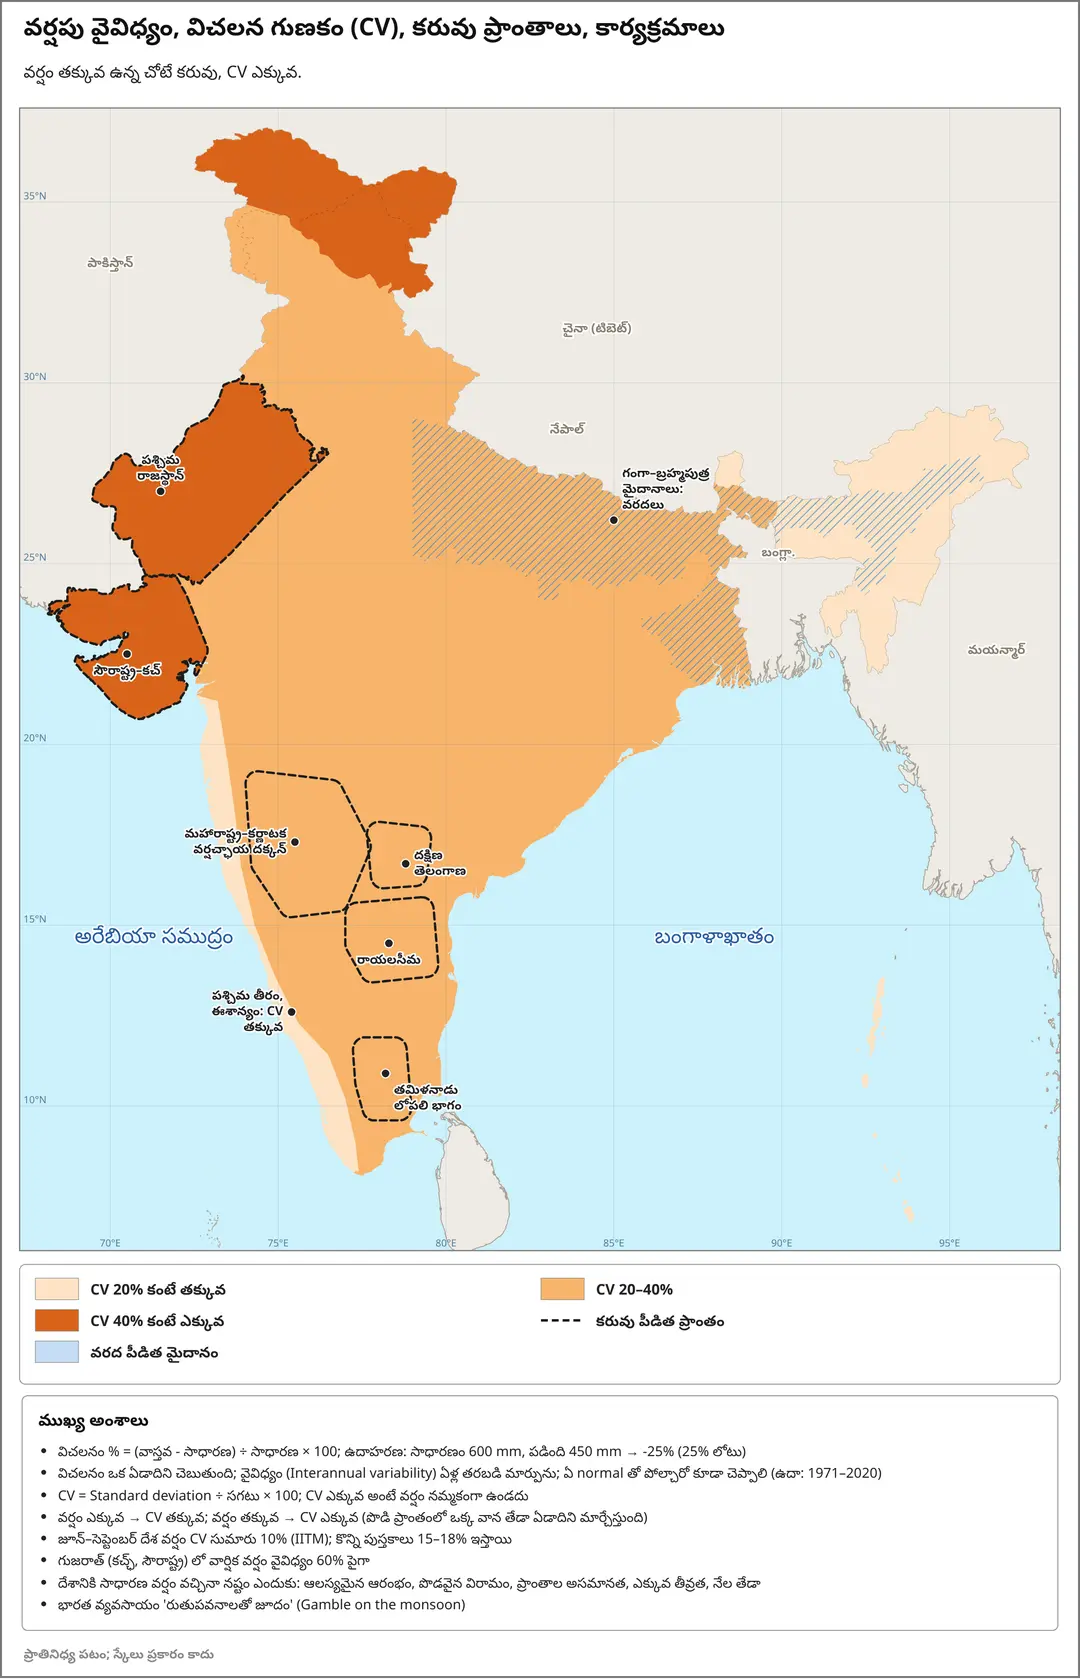 వర్షపు వైవిధ్యం, విచలన గుణకం (CV), కరువు ప్రాంతాలు, కార్యక్రమాలు
వర్షం తక్కువ ఉన్న చోటే కరువు, CV ఎక్కువ.
35°N
పాకిస్తాన్
చైనా (టిబెట్)
30°N
నేపాల్
పశ్చిమ
రాజస్థాన్
గంగా–బ్రహ్మపుత్ర
మైదానాలు:
వరదలు
25°N
బంగ్లా.
మయన్మార్
సౌరాష్ట్ర–కచ్
20°N
మహారాష్ట్ర–కర్ణాటక
వర్షచ్ఛాయ దక్కన్
దక్షిణ
తెలంగాణ
15°N
అరేబియా సముద్రం
బంగాళాఖాతం
రాయలసీమ
పశ్చిమ తీరం,
ఈశాన్యం: CV
తక్కువ
తమిళనాడు
లోపలి భాగం
10°N
70°E
75°E
80°E
85°E
90°E
95°E
CV 20% కంటే తక్కువ
CV 20–40%
CV 40% కంటే ఎక్కువ
కరువు పీడిత ప్రాంతం
వరద పీడిత మైదానం
ముఖ్య అంశాలు
• విచలనం % = (వాస్తవ - సాధారణ) ÷ సాధారణ × 100; ఉదాహరణ: సాధారణం 600 mm, పడింది 450 mm → -25% (25% లోటు)
• విచలనం ఒక ఏడాదిని చెబుతుంది; వైవిధ్యం (Interannual variability) ఏళ్ల తరబడి మార్పును; ఏ normal తో పోల్చారో కూడా చెప్పాలి (ఉదా: 1971–2020)
• CV = Standard deviation ÷ సగటు × 100; CV ఎక్కువ అంటే వర్షం నమ్మకంగా ఉండదు
• వర్షం ఎక్కువ → CV తక్కువ; వర్షం తక్కువ → CV ఎక్కువ (పొడి ప్రాంతంలో ఒక్క వాన తేడా ఏడాదిని మార్చేస్తుంది)
• జూన్–సెప్టెంబర్ దేశ వర్షం CV సుమారు 10% (IITM); కొన్ని పుస్తకాలు 15–18% ఇస్తాయి
• గుజరాత్ (కచ్ఛ్, సౌరాష్ట్ర) లో వార్షిక వర్షం వైవిధ్యం 60% పైగా
• దేశానికి సాధారణ వర్షం వచ్చినా నష్టం ఎందుకు: ఆలస్యమైన ఆరంభం, పొడవైన విరామం, ప్రాంతాల అసమానత, ఎక్కువ తీవ్రత, నేల తేడా
• భారత వ్యవసాయం 'రుతుపవనాలతో జూదం' (Gamble on the monsoon)
ప్రాతినిధ్య పటం; స్కేలు ప్రకారం కాదు